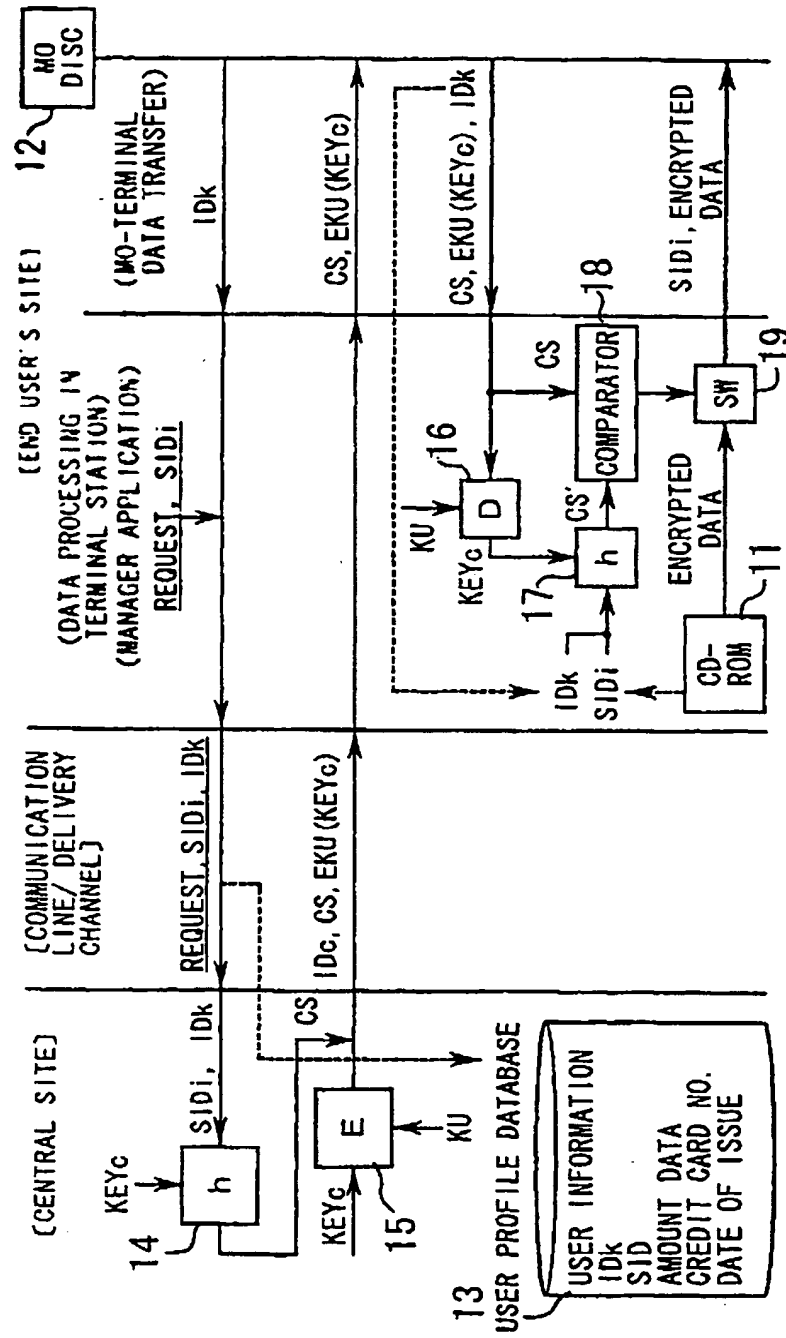 [CENTRAL SITE]
KEYc
h
14
SIDi, IDk
CS
KEYc
E
15
KU
13
USER PROFILE DATABASE
USER INFORMATION
IDk
SID
AMOUNT DATA
CREDIT CARD NO.
DATE OF ISSUE
[COMMUNICATION
LINE/ DELIVERY
CHANNEL]
REQUEST, SIDi, IDk
IDc, CS, EKU(KEYc)
[END USER'S SITE]
(DATA PROCESSING IN
TERMINAL STATION)
(MANAGER APPLICATION)
REQUEST, SIDi
KU
16
D
KEYc
17
h
CS'
CS
COMPARATOR
18
IDk
SIDi
CD-
ROM
11
ENCRYPTED
DATA
SW
19
(MO-TERMINAL
DATA TRANSFER)
12
MO
DISC
IDk
CS, EKU(KEYc)
CS, EKU(KEYc), IDk
SIDi, ENCRYPTED
DATA